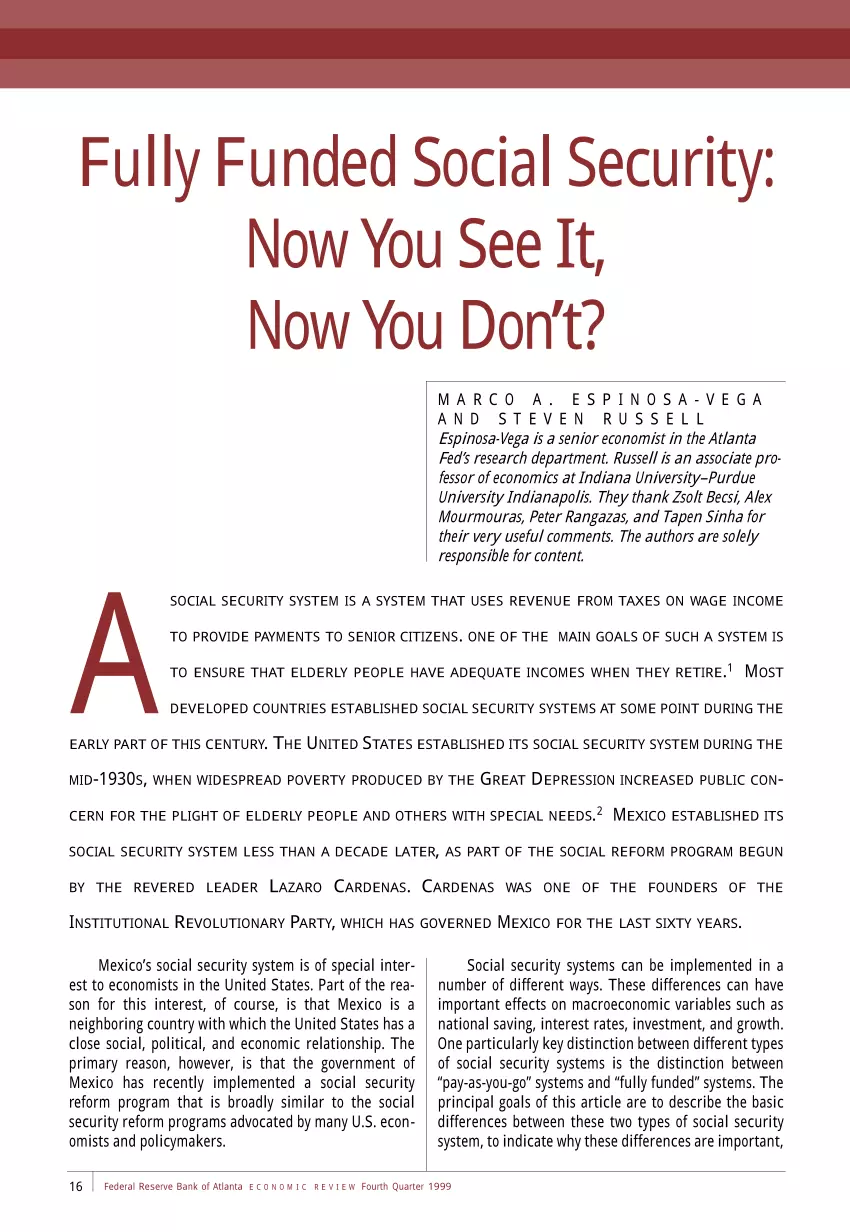 Fully Funded Social Security:
Now You See It,
Now You Don’t?
MARCO A. ESPINOSA-VEGA
AND STEVEN RUSSELL
Espinosa-Vega is a senior economist in the Atlanta
Fed’s research department. Russell is an associate pro-
fessor of economics at Indiana University–Purdue
University Indianapolis. They thank Zsolt Becsi, Alex
Mourmouras, Peter Rangazas, and Tapen Sinha for
their very useful comments. The authors are solely
responsible for content.
A SOCIAL SECURITY SYSTEM IS A SYSTEM THAT USES REVENUE FROM TAXES ON WAGE INCOME
TO PROVIDE PAYMENTS TO SENIOR CITIZENS. ONE OF THE MAIN GOALS OF SUCH A SYSTEM IS
TO ENSURE THAT ELDERLY PEOPLE HAVE ADEQUATE INCOMES WHEN THEY RETIRE.1 MOST
DEVELOPED COUNTRIES ESTABLISHED SOCIAL SECURITY SYSTEMS AT SOME POINT DURING THE
EARLY PART OF THIS CENTURY. THE UNITED STATES ESTABLISHED ITS SOCIAL SECURITY SYSTEM DURING THE
MID-1930S, WHEN WIDESPREAD POVERTY PRODUCED BY THE GREAT DEPRESSION INCREASED PUBLIC CON-
CERN FOR THE PLIGHT OF ELDERLY PEOPLE AND OTHERS WITH SPECIAL NEEDS.2 MEXICO ESTABLISHED ITS
SOCIAL SECURITY SYSTEM LESS THAN A DECADE LATER, AS PART OF THE SOCIAL REFORM PROGRAM BEGUN
BY THE REVERED LEADER LAZARO CARDENAS. CARDENAS WAS ONE OF THE FOUNDERS OF THE
INSTITUTIONAL REVOLUTIONARY PARTY, WHICH HAS GOVERNED MEXICO FOR THE LAST SIXTY YEARS.
Mexico’s social security system is of special inter-
est to economists in the United States. Part of the rea-
son for this interest, of course, is that Mexico is a
neighboring country with which the United States has a
close social, political, and economic relationship. The
primary reason, however, is that the government of
Mexico has recently implemented a social security
reform program that is broadly similar to the social
security reform programs advocated by many U.S. econ-
omists and policymakers.
Social security systems can be implemented in a
number of different ways. These differences can have
important effects on macroeconomic variables such as
national saving, interest rates, investment, and growth.
One particularly key distinction between different types
of social security systems is the distinction between
“pay-as-you-go” systems and “fully funded” systems. The
principal goals of this article are to describe the basic
differences between these two types of social security
system, to indicate why these differences are important,
16 Federal Reserve Bank of Atlanta ECONOMIC REVIEW Fourth Quarter 1999